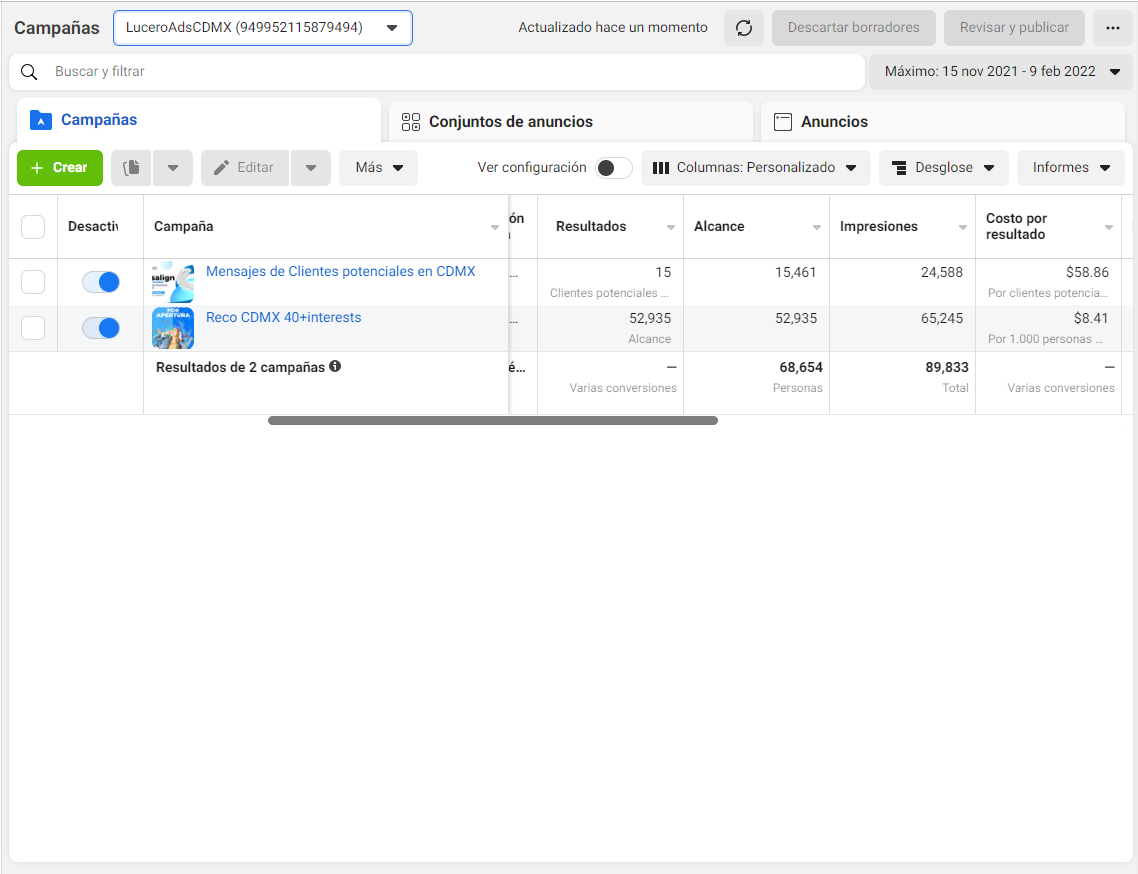 Campañas
LuceroAdsCDMX (949952115879494)
Actualizado hace un momento
Descartar borradores
Revisar y publicar
Buscar y filtrar
Máximo: 15 nov 2021 - 9 feb 2022
Campañas
Conjuntos de anuncios
Anuncios
+ Crear
Editar
Más
Ver configuración
Columnas: Personalizado
Desglose
Informes
Desactiv
Campaña
ón
Resultados
Alcance
Impresiones
Costo por
resultado
salign
Mensajes de Clientes potenciales en CDMX
...
15
Clientes potenciales ...
15,461
24,588
$58.86
Por clientes potencia...
APERTURA
Reco CDMX 40+interests
...
52,935
Alcance
52,935
65,245
$8.41
Por 1.000 personas ...
Resultados de 2 campañas
é...
—
Varias conversiones
68,654
Personas
89,833
Total
—
Varias conversiones